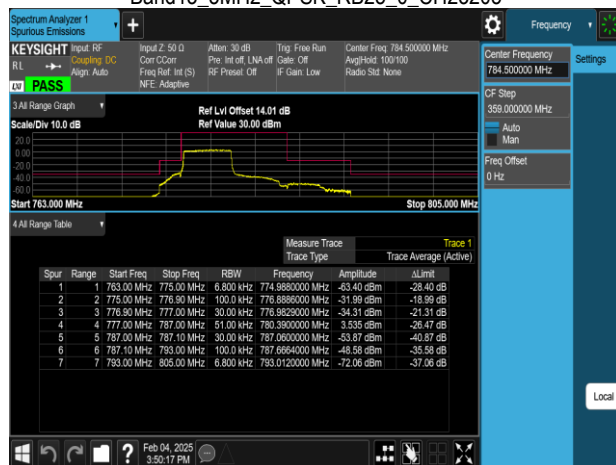 Spectrum Analyzer 1
Spurious Emissions
Frequency
KEYSIGHT
RL
LXI
PASS
Input: RF
Coupling: DC
Align: Auto
Input Z: 50 Ω
Corr CCorr
Freq Ref: Int (S)
NFE: Adaptive
Atten: 30 dB
Pre: Int off, LNA off
RF Preset: Off
Trig: Free Run
Gate: Off
IF Gain: Low
Center Freq: 784.500000 MHz
Avg|Hold: 100/100
Radio Std: None
3 All Range Graph
Scale/Div 10.0 dB
Ref Lvl Offset 14.01 dB
Ref Value 30.00 dBm
20.0
0.00
-20.0
-40.0
-60.0
Start 763.000 MHz
Stop 805.000 MHz
4 All Range Table
Measure Trace Trace 1
Trace Type Trace Average (Active)
Spur Range Start Freq Stop Freq RBW Frequency Amplitude ΔLimit
1 1 763.00 MHz 775.00 MHz 6.800 kHz 774.9880000 MHz -63.40 dBm -28.40 dB
2 2 775.00 MHz 776.90 MHz 100.0 kHz 776.8886000 MHz -31.99 dBm -18.99 dB
3 3 776.90 MHz 777.00 MHz 30.00 kHz 776.9829000 MHz -34.31 dBm -21.31 dB
4 4 777.00 MHz 787.00 MHz 51.00 kHz 780.3900000 MHz 3.535 dBm -26.47 dB
5 5 787.00 MHz 787.10 MHz 30.00 kHz 787.0600000 MHz -53.87 dBm -40.87 dB
6 6 787.10 MHz 793.00 MHz 100.0 kHz 787.6664000 MHz -48.58 dBm -35.58 dB
7 7 793.00 MHz 805.00 MHz 6.800 kHz 793.0120000 MHz -72.06 dBm -37.06 dB
Center Frequency
784.500000 MHz
Settings
CF Step
359.000000 MHz
Auto
Man
Freq Offset
0 Hz
Local
Feb 04, 2025
3:50:17 PM